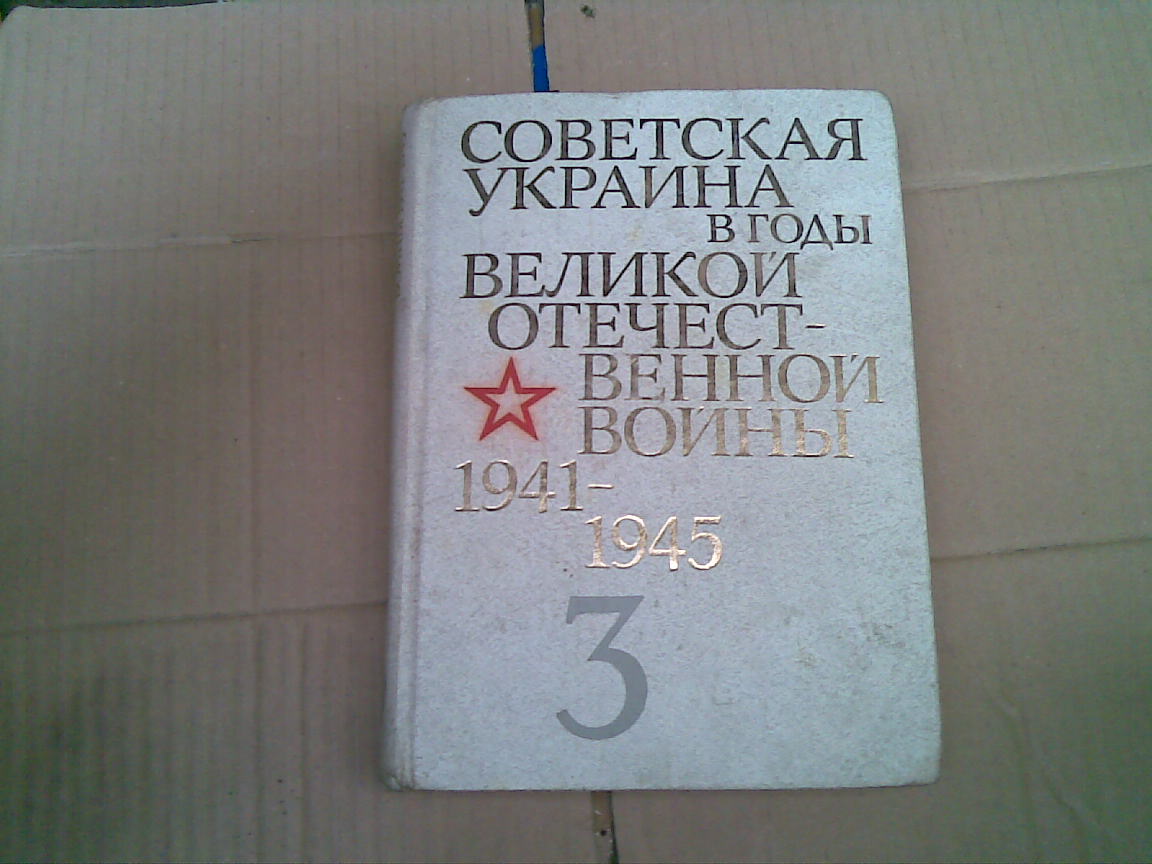 СОВЕТСКАЯ
УКРАИНА
В ГОДЫ
ВЕЛИКОЙ
ОТЕЧЕСТ-
ВЕННОЙ
ВОЙНЫ
1941–
1945
3